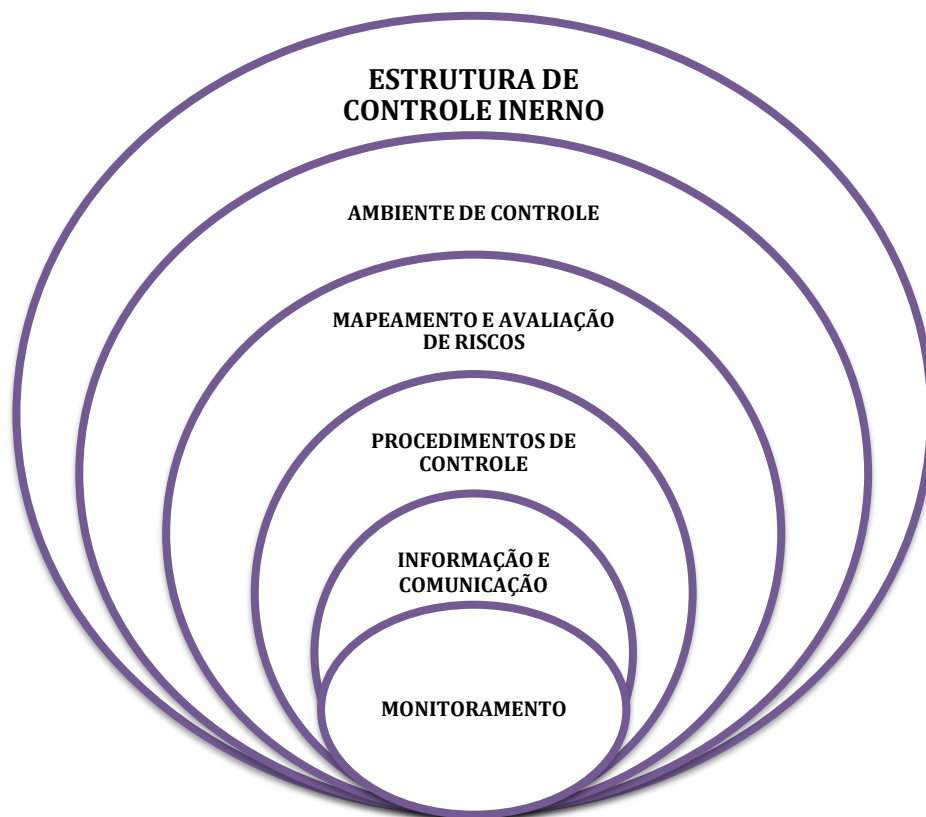 ESTRUTURA DE
CONTROLE INERNO
AMBIENTE DE CONTROLE
MAPEAMENTO E AVALIAÇÃO
DE RISCOS
PROCEDIMENTOS DE
CONTROLE
INFORMAÇÃO E
COMUNICAÇÃO
MONITORAMENTO